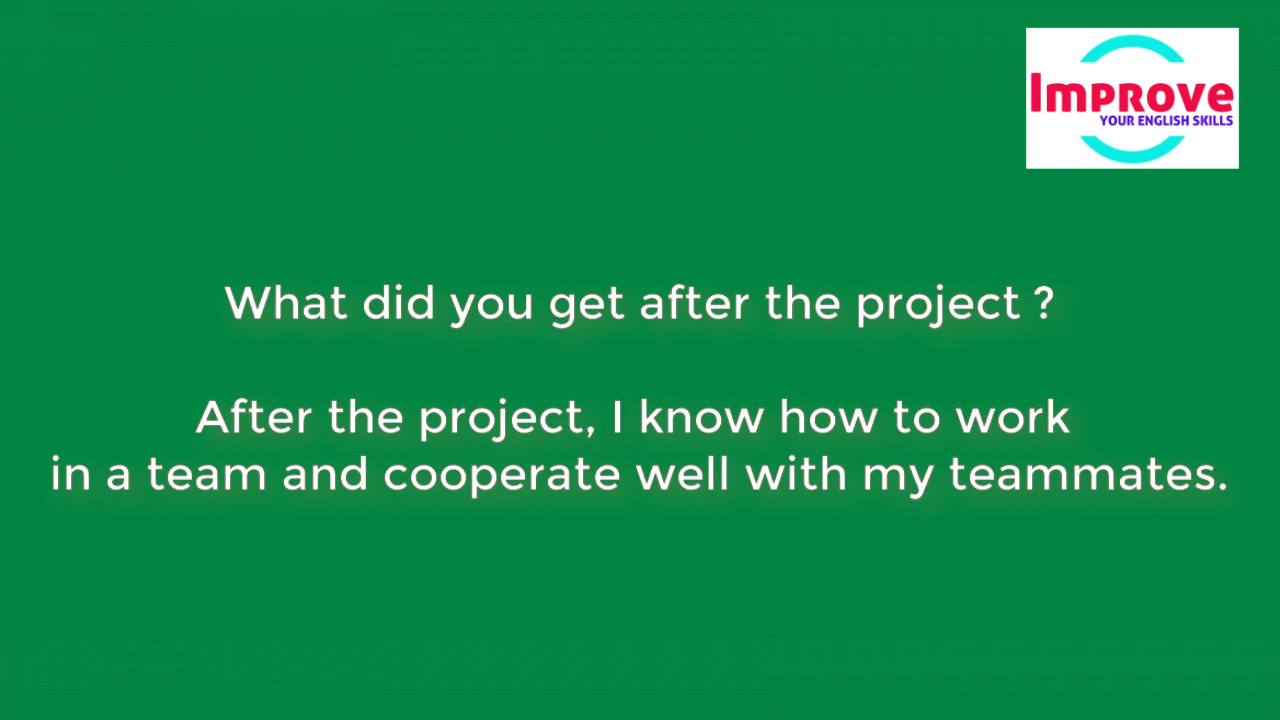 Improve
YOUR ENGLISH SKILLS
What did you get after the project ?
After the project, I know how to work
in a team and cooperate well with my teammates.